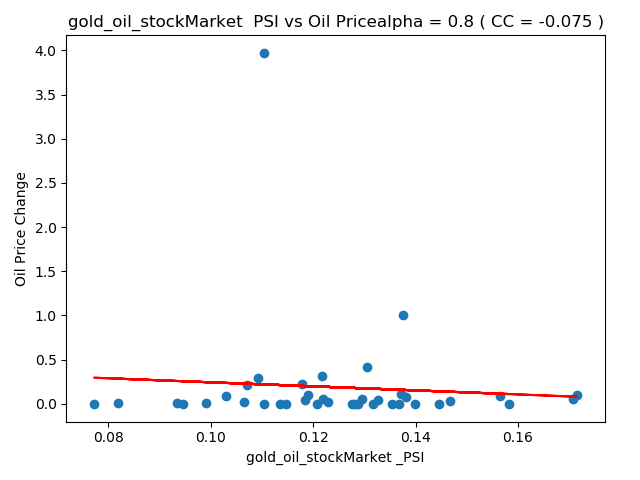 gold_oil_stockMarket  PSI vs Oil Pricealpha = 0.8 ( CC = -0.075 )
4.0
3.5
3.0
2.5
2.0
1.5
1.0
0.5
0.0
Oil Price Change
0.08 0.10 0.12 0.14 0.16
gold_oil_stockMarket _PSI